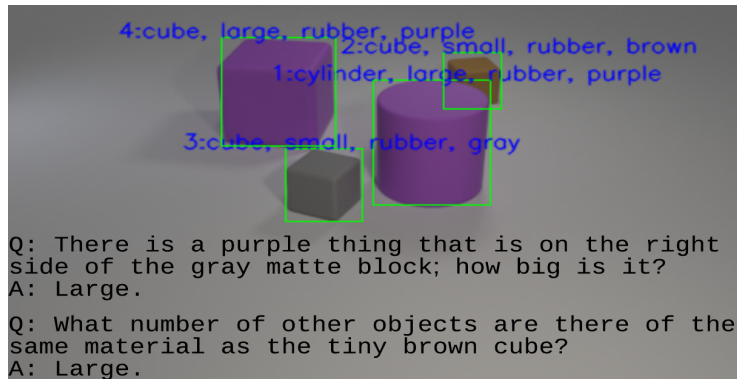 4:cube, large, rubber, purple
2:cube, small, rubber, brown
1:cylinder, large, rubber, purple
3:cube, small, rubber, gray
Q: There is a purple thing that is on the right
side of the gray matte block; how big is it?
A: Large.
Q: What number of other objects are there of the
same material as the tiny brown cube?
A: Large.